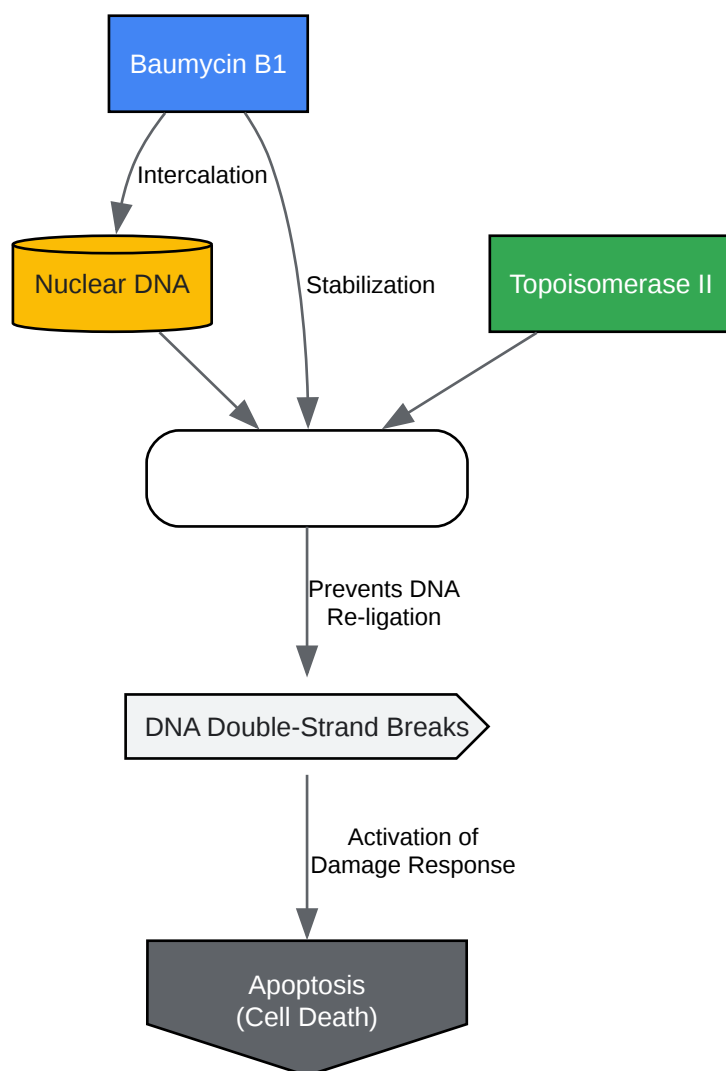 Baumycin B1
Intercalation
Nuclear DNA
Stabilization
Topoisomerase II
Prevents DNA
Re-ligation
DNA Double-Strand Breaks
Activation of
Damage Response
Apoptosis
(Cell Death)